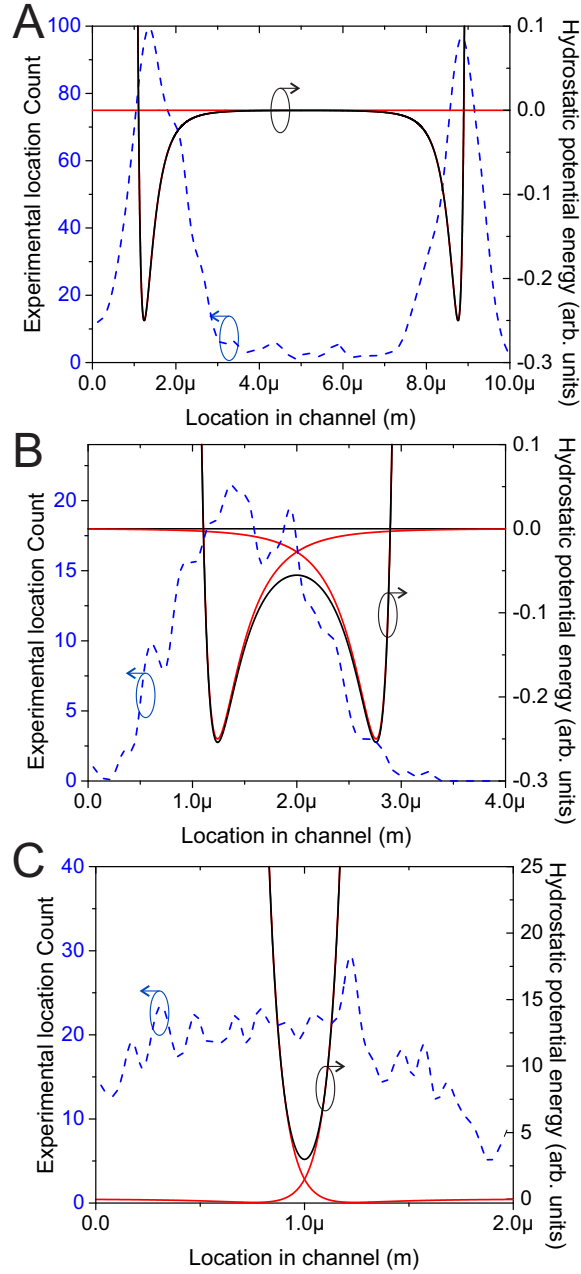 A
Experimental location Count
100
80
60
40
20
0
0.0 2.0µ 4.0µ 6.0µ 8.0µ 10.0µ
Location in channel (m)
0.1
0.0
-0.1
-0.2
-0.3
Hydrostatic potential energy (arb. units)
B
Experimental location Count
20
15
10
5
0
0.0 1.0µ 2.0µ 3.0µ 4.0µ
Location in channel (m)
0.1
0.0
-0.1
-0.2
-0.3
Hydrostatic potential energy (arb. units)
C
Experimental location Count
40
30
20
10
0
0.0 1.0µ 2.0µ
Location in channel (m)
25
20
15
10
5
0
Hydrostatic potential energy (arb. units)